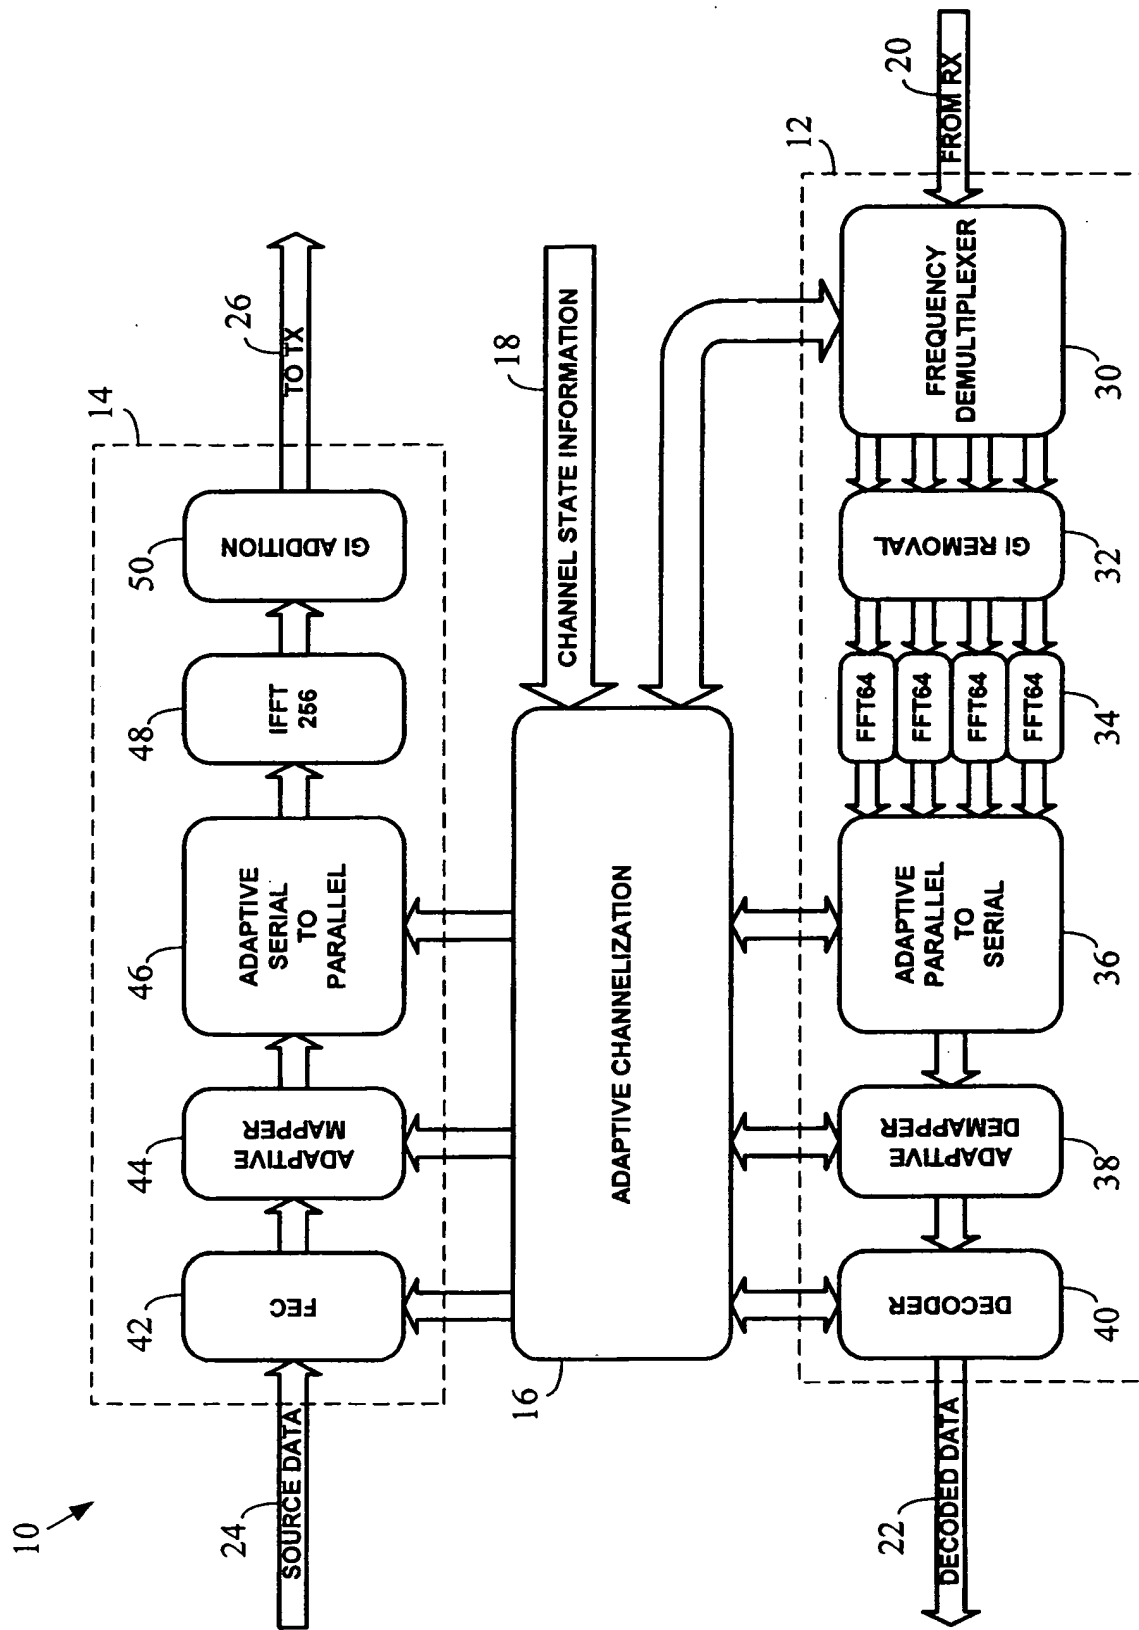 10
24
SOURCE DATA
14
42
FEC
44
ADAPTIVE
MAPPER
46
ADAPTIVE
SERIAL
TO
PARALLEL
48
IFFT
256
50
GI ADDITION
26
TO TX
16
ADAPTIVE CHANNELIZATION
18
CHANNEL STATE INFORMATION
12
20
FROM RX
FREQUENCY
DEMULTIPLEXER
30
GI REMOVAL
32
FFT64
FFT64
FFT64
FFT64
34
ADAPTIVE
PARALLEL
TO
SERIAL
36
ADAPTIVE
DEMAPPER
38
DECODER
40
22
DECODED DATA